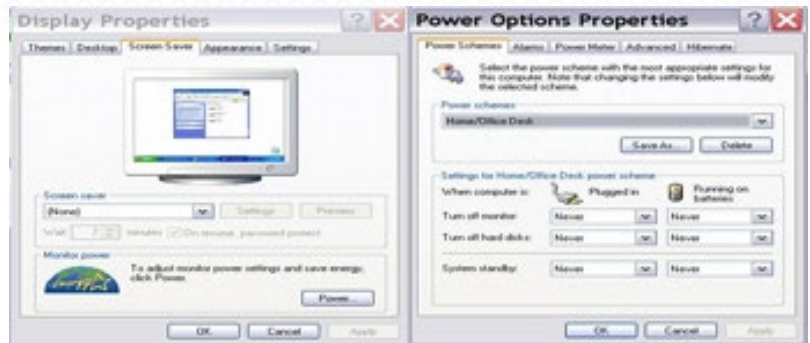 Display Properties
Themes Desktop Screen Saver Appearance Settings
Screen saver
(None)
Settings
Preview
Wait
minutes
On resume, password protect
Monitor power
To adjust monitor power settings and save energy,
click Power.
Power...
OK
Cancel
Apply
Power Options Properties
Power Schemes Alarms Power Meter Advanced Hibernate
Select the power scheme with the most appropriate settings for
this computer. Note that changing the settings below will modify
the selected scheme.
Power schemes
Home/Office Desk
Save As...
Delete
Settings for Home/Office Desk power scheme
When computer is:
Plugged in
Running on
batteries
Turn off monitor: Never Never
Turn off hard disks: Never Never
System standby: Never Never
OK
Cancel
Apply